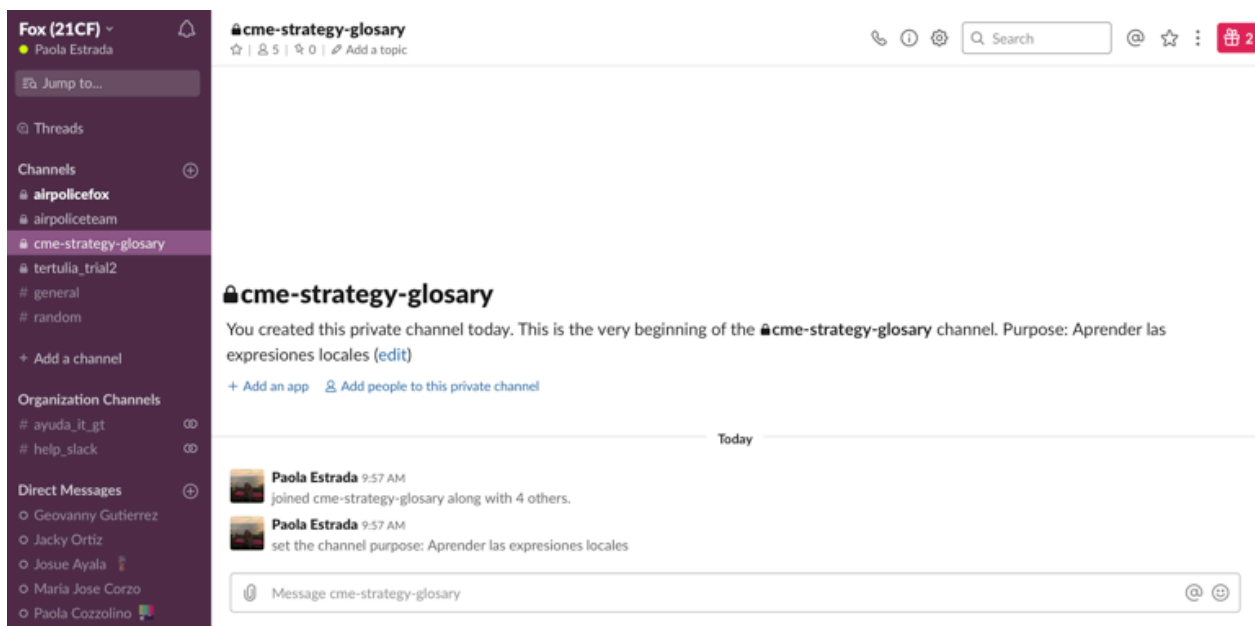 Fox (21CF)
Paola Estrada
Jump to...
Threads
Channels
airpolicefox
airpoliceteam
cme-strategy-glosary
tertulia_trial2
# general
# random
+ Add a channel
Organization Channels
# ayuda_it_gt
# help_slack
Direct Messages
Geovanny Gutierrez
Jacky Ortiz
Josue Ayala
Maria Jose Corzo
Paola Cozzolino
cme-strategy-glosary
5 | 0 | Add a topic
Search
2
cme-strategy-glosary
You created this private channel today. This is the very beginning of the cme-strategy-glosary channel. Purpose: Aprender las
expresiones locales (edit)
+ Add an app Add people to this private channel
Today
Paola Estrada 9:57 AM
joined cme-strategy-glosary along with 4 others.
Paola Estrada 9:57 AM
set the channel purpose: Aprender las expresiones locales
Message cme-strategy-glosary